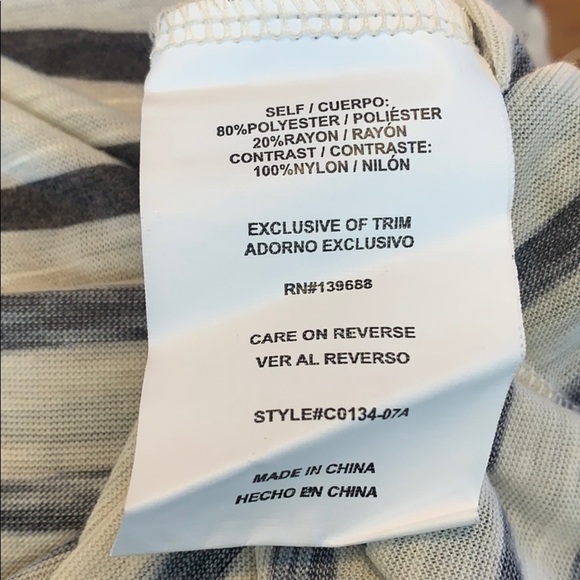 SELF / CUERPO:
80%POLYESTER / POLIÉSTER
20%RAYON / RAYÓN
CONTRAST / CONTRASTE:
100%NYLON / NILÓN
EXCLUSIVE OF TRIM
ADORNO EXCLUSIVO
RN#139688
CARE ON REVERSE
VER AL REVERSO
STYLE#C0134-07A
MADE IN CHINA
HECHO EN CHINA